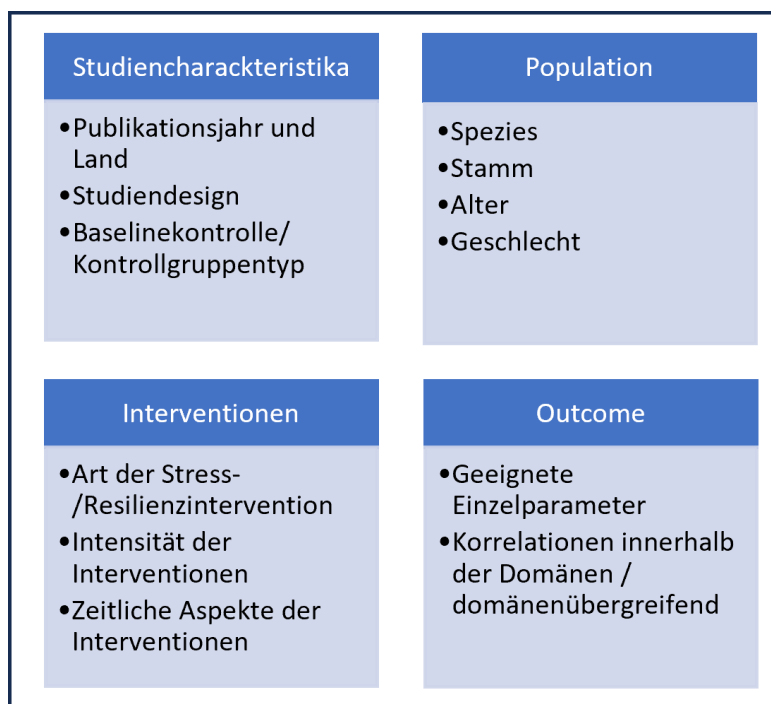 Studiencharackteristika
•Publikationsjahr und
Land
•Studiendesign
•Baselinekontrolle/
Kontrollgruppentyp
Population
•Spezies
•Stamm
•Alter
•Geschlecht
Interventionen
•Art der Stress-
/Resilienzintervention
•Intensität der
Interventionen
•Zeitliche Aspekte der
Interventionen
Outcome
•Geeignete
Einzelparameter
•Korrelationen innerhalb
der Domänen /
domänenübergreifend